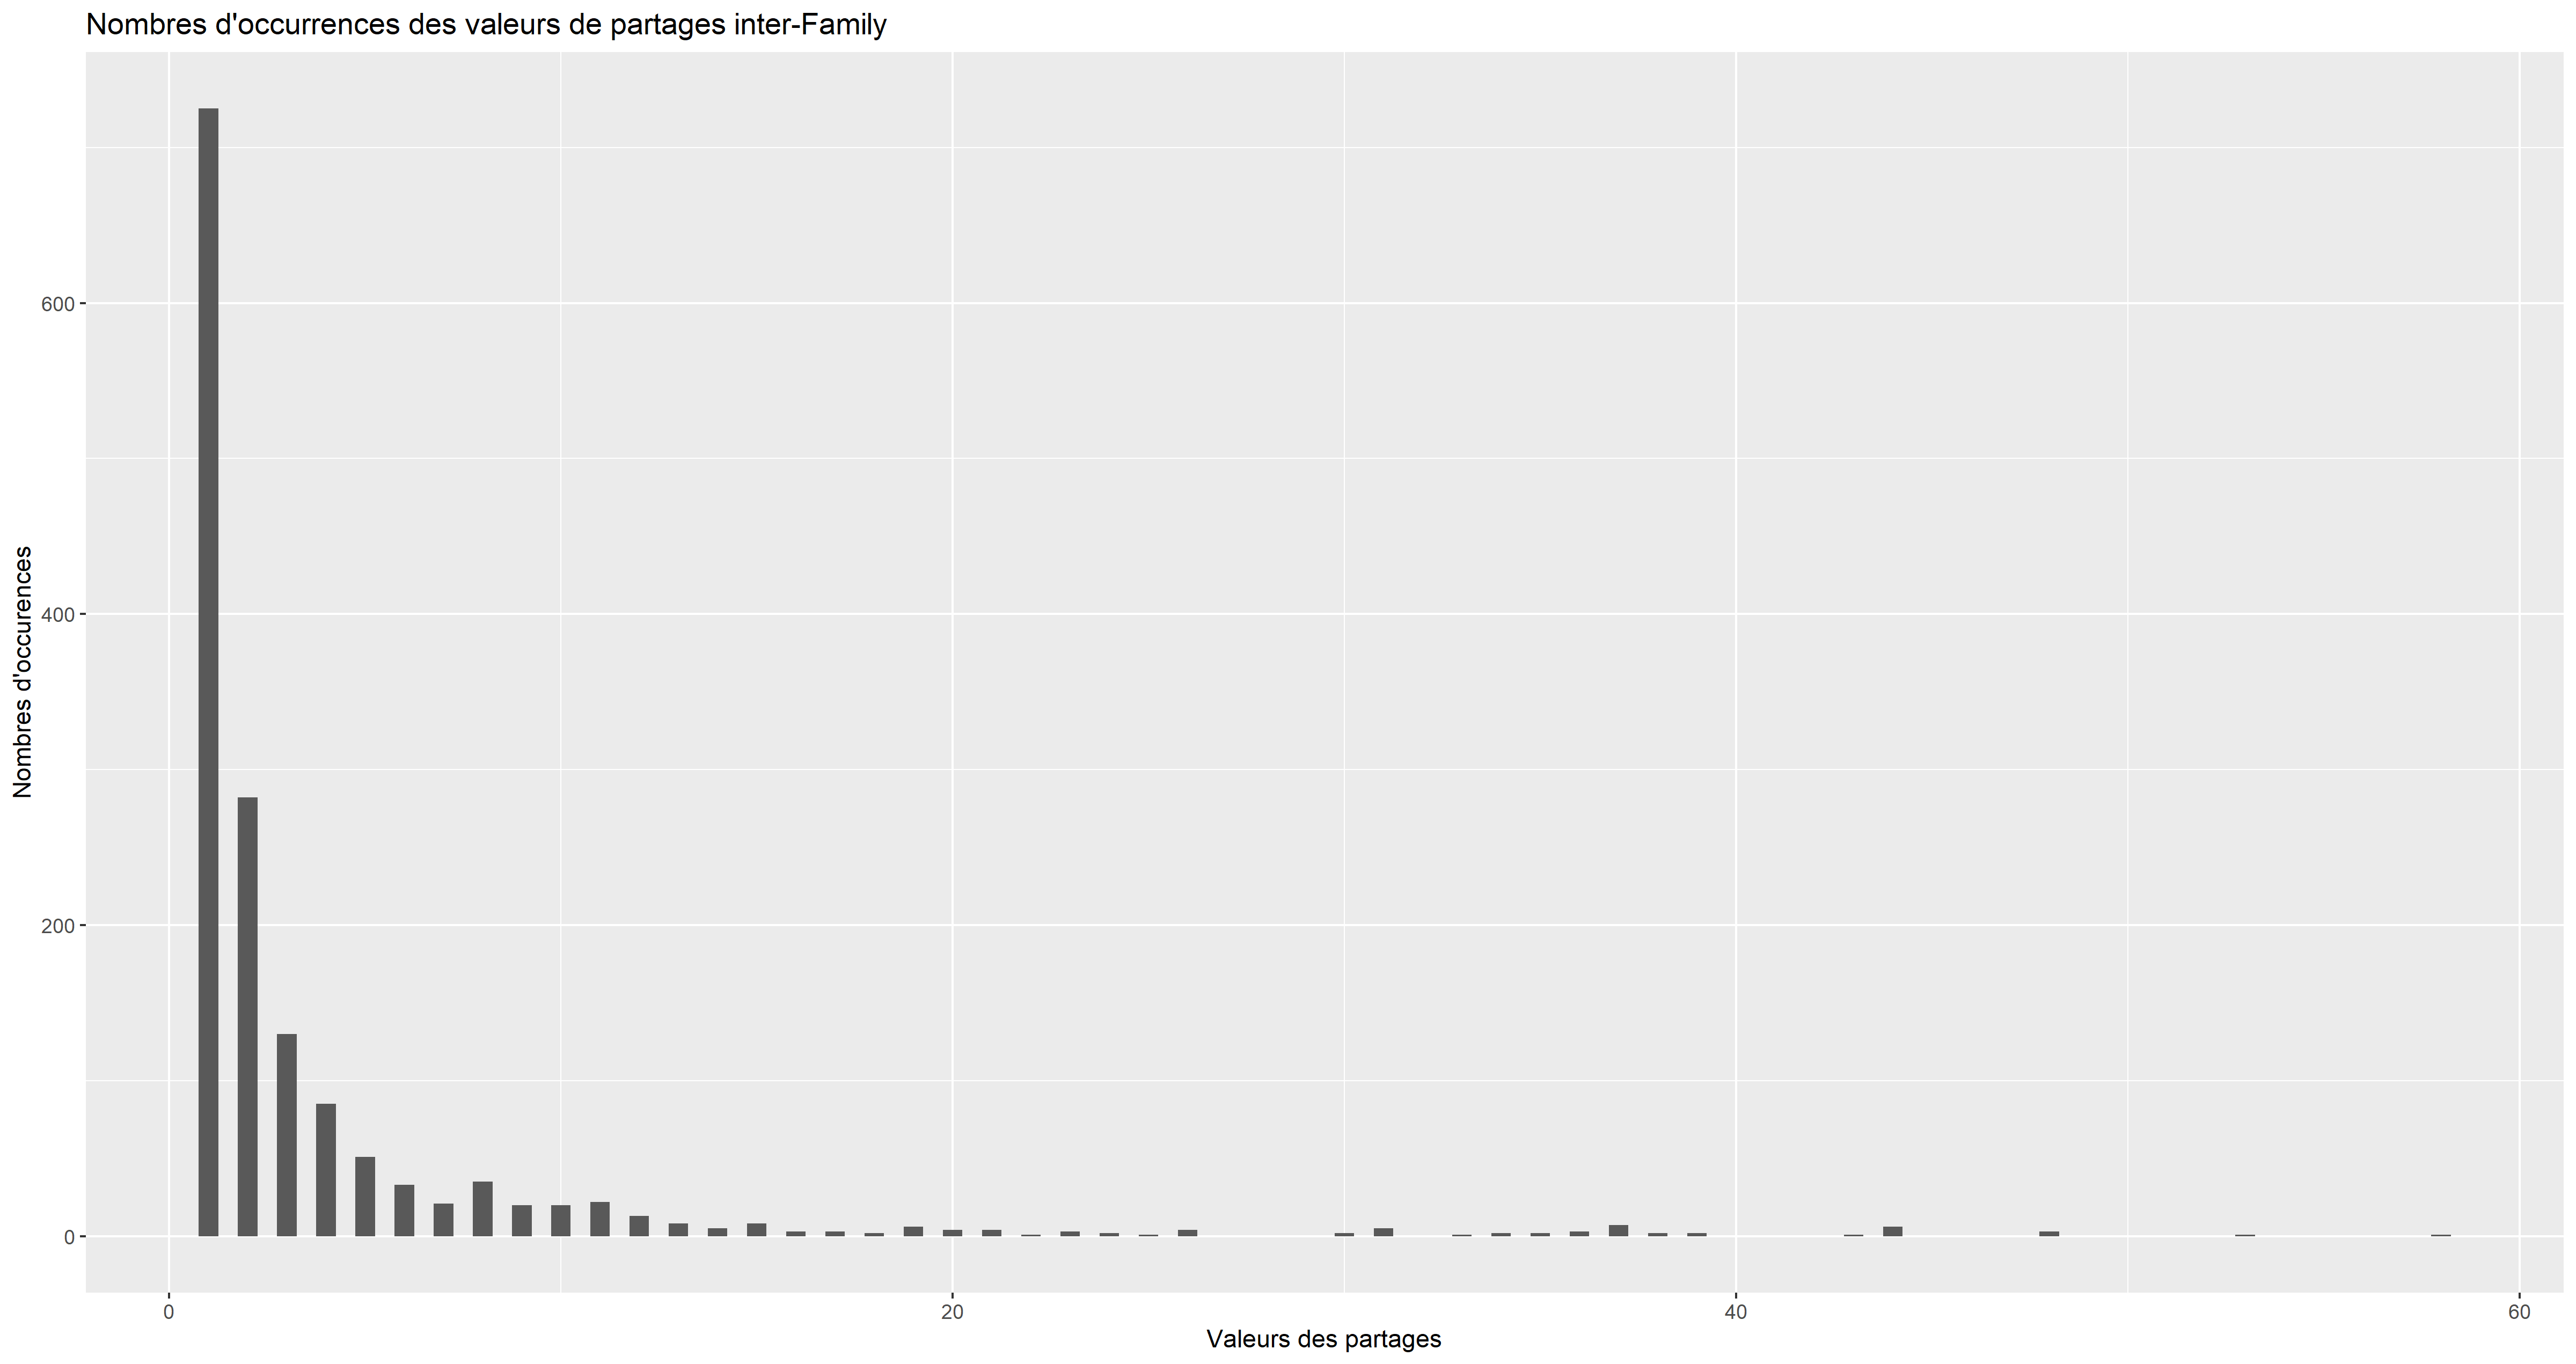 Nombres d'occurrences des valeurs de partages inter-Family
Nombres d'occurences
600
400
200
0
0
20
40
60
Valeurs des partages